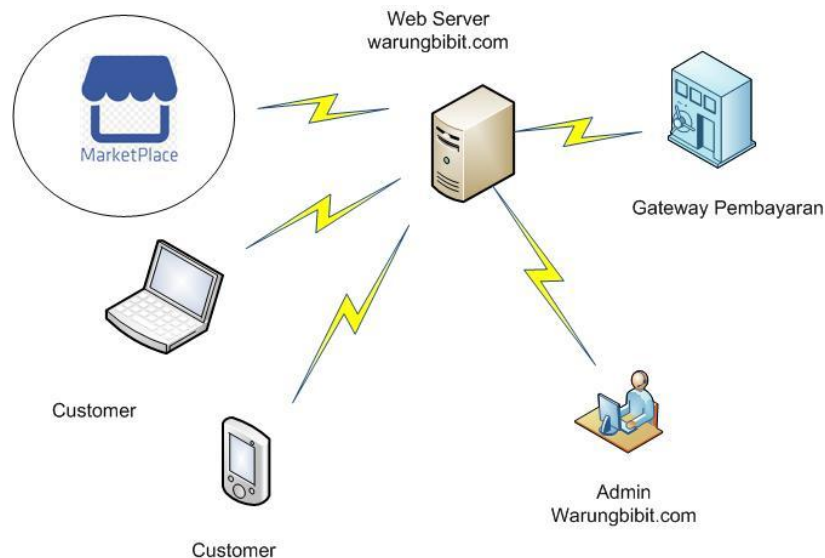 Web Server
warungbibit.com
MarketPlace
Gateway Pembayaran
Customer
Admin
Warungbibit.com
Customer